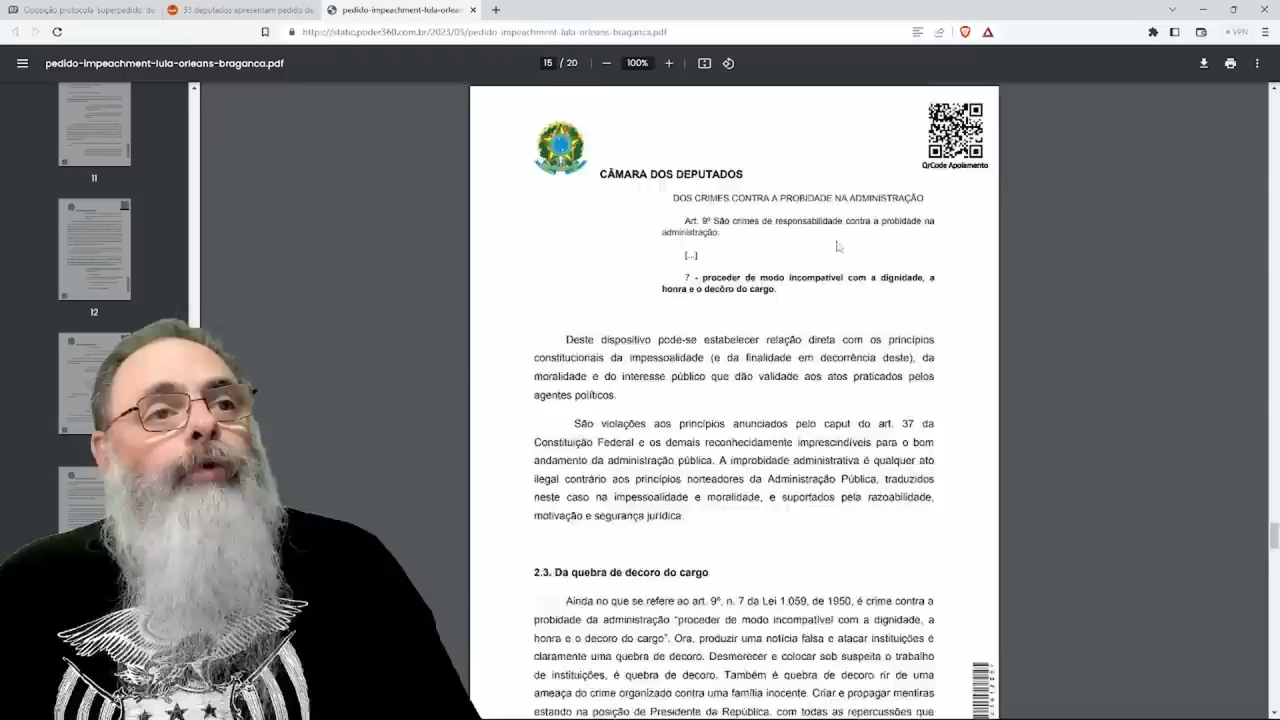 Oposição protocola 'superpedido' de
33 deputados apresentam pedido de
pedido-impeachment-lula-orlean
https://static.poder360.com.br/2023/03/pedido-impeachment-lula-orleans-braganca.pdf
VPN
pedido-impeachment-lula-orleans-braganca.pdf
15 / 20
100%
11
12
QrCode Apoiamento
CÂMARA DOS DEPUTADOS
DOS CRIMES CONTRA A PROBIDADE NA ADMINISTRAÇÃO
Art. 9º São crimes de responsabilidade contra a probidade na
administração:
[...]
7 - proceder de modo incompatível com a dignidade, a
honra e o decôro do cargo.
Deste dispositivo pode-se estabelecer relação direta com os princípios
constitucionais da impessoalidade (e da finalidade em decorrência deste), da
moralidade e do interesse público que dão validade aos atos praticados pelos
agentes políticos.
São violações aos princípios anunciados pelo caput do art. 37 da
Constituição Federal e os demais reconhecidamente imprescindíveis para o bom
andamento da administração pública. A improbidade administrativa é qualquer ato
ilegal contrário aos princípios norteadores da Administração Pública, traduzidos
neste caso na impessoalidade e moralidade, e suportados pela razoabilidade,
motivação e segurança jurídica.
2.3. Da quebra de decoro do cargo
Ainda no que se refere ao art. 9º, n. 7 da Lei 1.059, de 1950, é crime contra a
probidade da administração "proceder de modo incompatível com a dignidade, a
honra e o decoro do cargo". Ora, produzir uma notícia falsa e atacar instituições é
claramente uma quebra de decoro. Desmerecer e colocar sob suspeita o trabalho
de instituições, é quebra de decoro. Também é quebra de decoro rir de uma
ameaça do crime organizado contra uma família inocente. Criar e propagar mentiras
estando na posição de Presidente da República, com todas as repercussões que